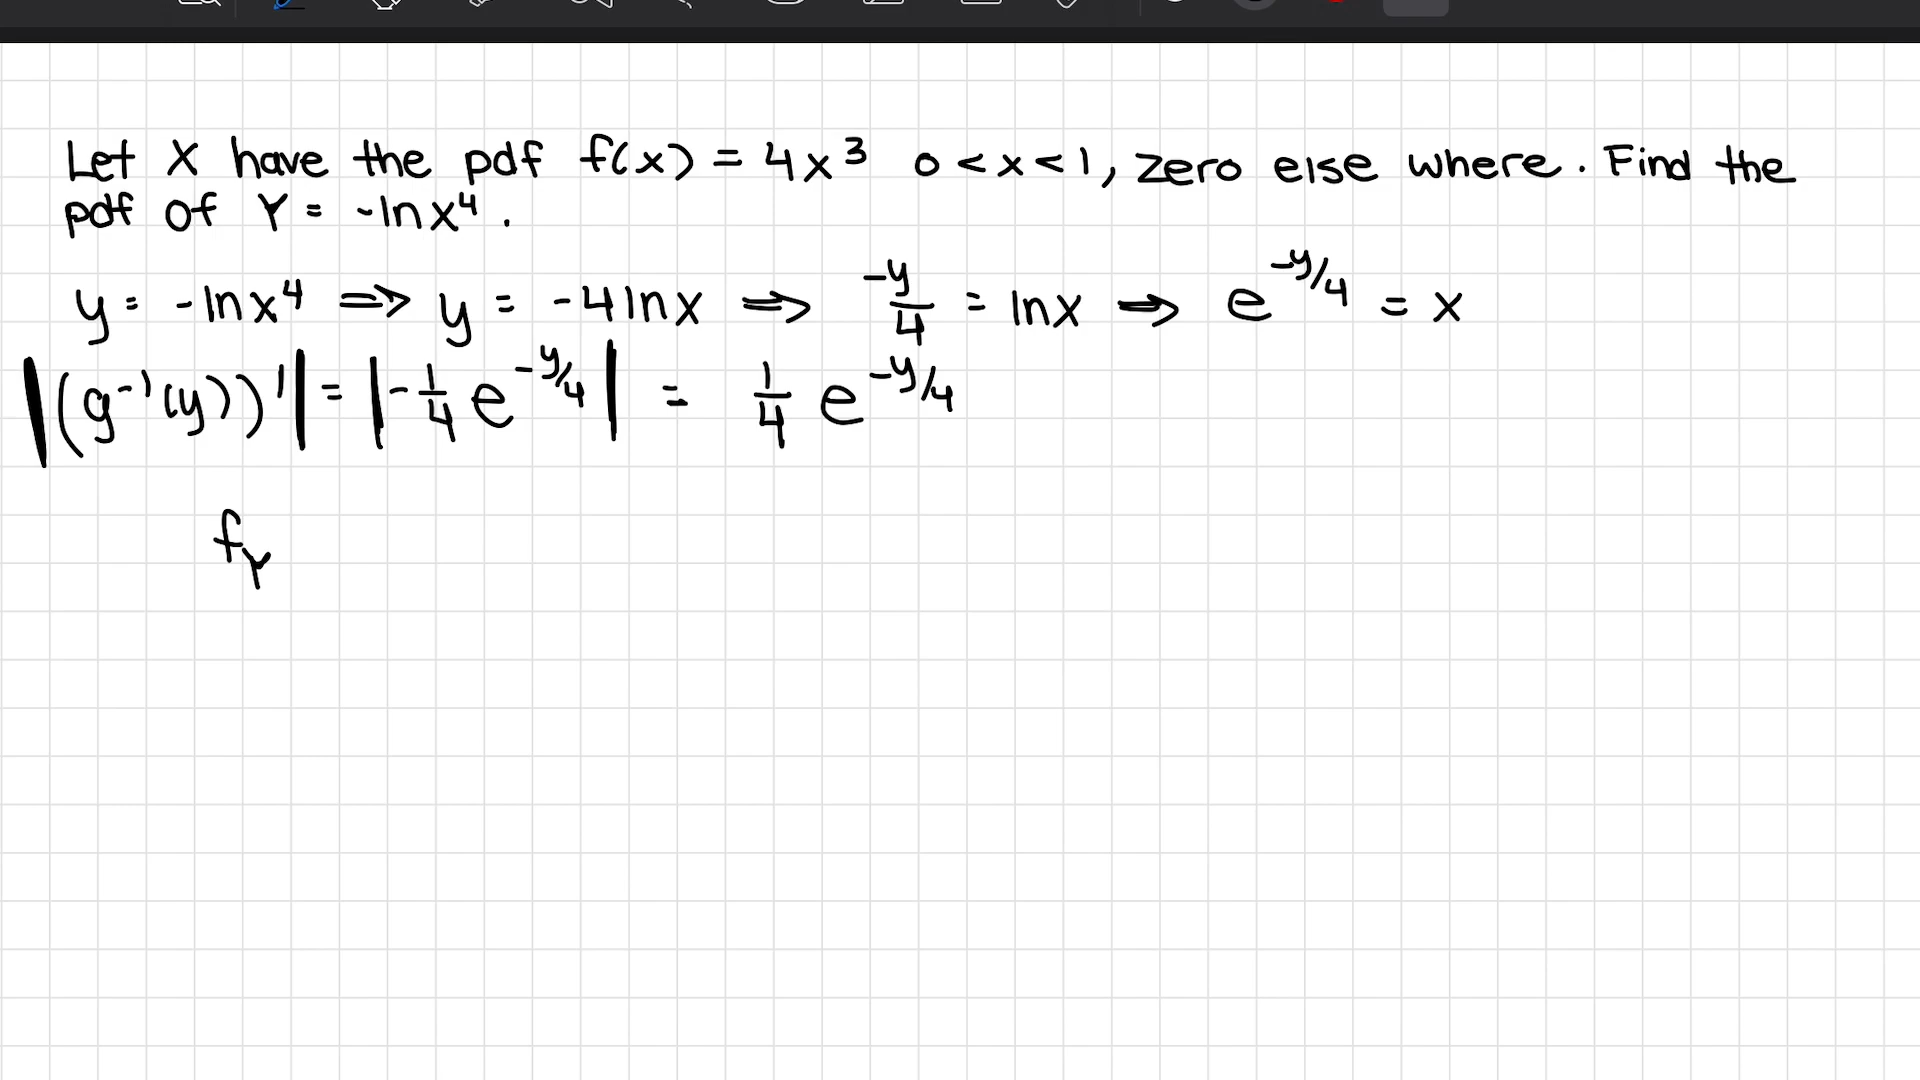 Let X have the pdf f(x) = 4x³ 0 < x < 1, zero else where. Find the
pdf of Y = -ln x⁴.
y = -ln x⁴ ⇒ y = -4 ln x ⇒ -y/4 = ln x ⇒ e^(-y/4) = x
|(g⁻¹(y))'| = |-1/4 e^(-y/4)| = 1/4 e^(-y/4)
f_Y